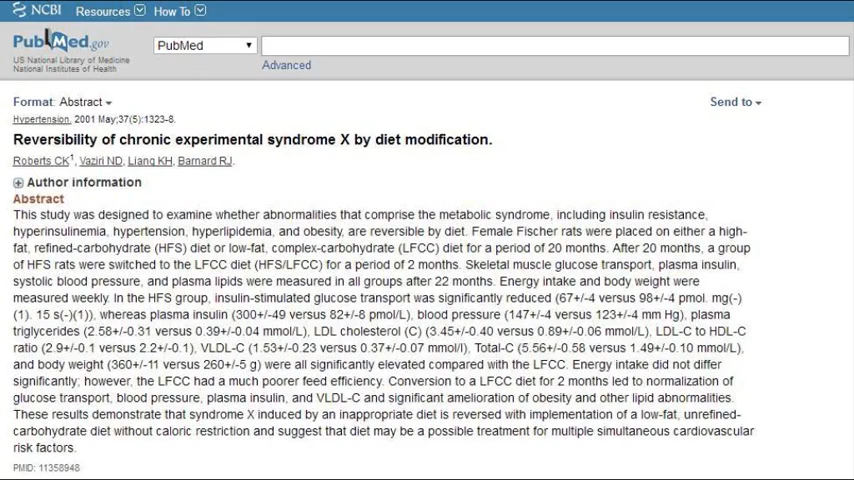 NCBI Resources How To
PubMed.gov
US National Library of Medicine
National Institutes of Health
PubMed
Advanced
Format: Abstract
Send to
Hypertension. 2001 May;37(5):1323-8.
Reversibility of chronic experimental syndrome X by diet modification.
Roberts CK1, Vaziri ND, Liang KH, Barnard RJ.
Author information
Abstract
This study was designed to examine whether abnormalities that comprise the metabolic syndrome, including insulin resistance,
hyperinsulinemia, hypertension, hyperlipidemia, and obesity, are reversible by diet. Female Fischer rats were placed on either a high-
fat, refined-carbohydrate (HFS) diet or low-fat, complex-carbohydrate (LFCC) diet for a period of 20 months. After 20 months, a group
of HFS rats were switched to the LFCC diet (HFS/LFCC) for a period of 2 months. Skeletal muscle glucose transport, plasma insulin,
systolic blood pressure, and plasma lipids were measured in all groups after 22 months. Energy intake and body weight were
measured weekly. In the HFS group, insulin-stimulated glucose transport was significantly reduced (67+/-4 versus 98+/-4 pmol. mg(-)
(1). 15 s(-)(1)), whereas plasma insulin (300+/-49 versus 82+/-8 pmol/L), blood pressure (147+/-4 versus 123+/-4 mm Hg), plasma
triglycerides (2.58+/-0.31 versus 0.39+/-0.04 mmol/L), LDL cholesterol (C) (3.45+/-0.40 versus 0.89+/-0.06 mmol/L), LDL-C to HDL-C
ratio (2.9+/-0.1 versus 2.2+/-0.1), VLDL-C (1.53+/-0.23 versus 0.37+/-0.07 mmol/l), Total-C (5.56+/-0.58 versus 1.49+/-0.10 mmol/L),
and body weight (360+/-11 versus 260+/-5 g) were all significantly elevated compared with the LFCC. Energy intake did not differ
significantly; however, the LFCC had a much poorer feed efficiency. Conversion to a LFCC diet for 2 months led to normalization of
glucose transport, blood pressure, plasma insulin, and VLDL-C and significant amelioration of obesity and other lipid abnormalities.
These results demonstrate that syndrome X induced by an inappropriate diet is reversed with implementation of a low-fat, unrefined-
carbohydrate diet without caloric restriction and suggest that diet may be a possible treatment for multiple simultaneous cardiovascular
risk factors.
PMID: 11358948